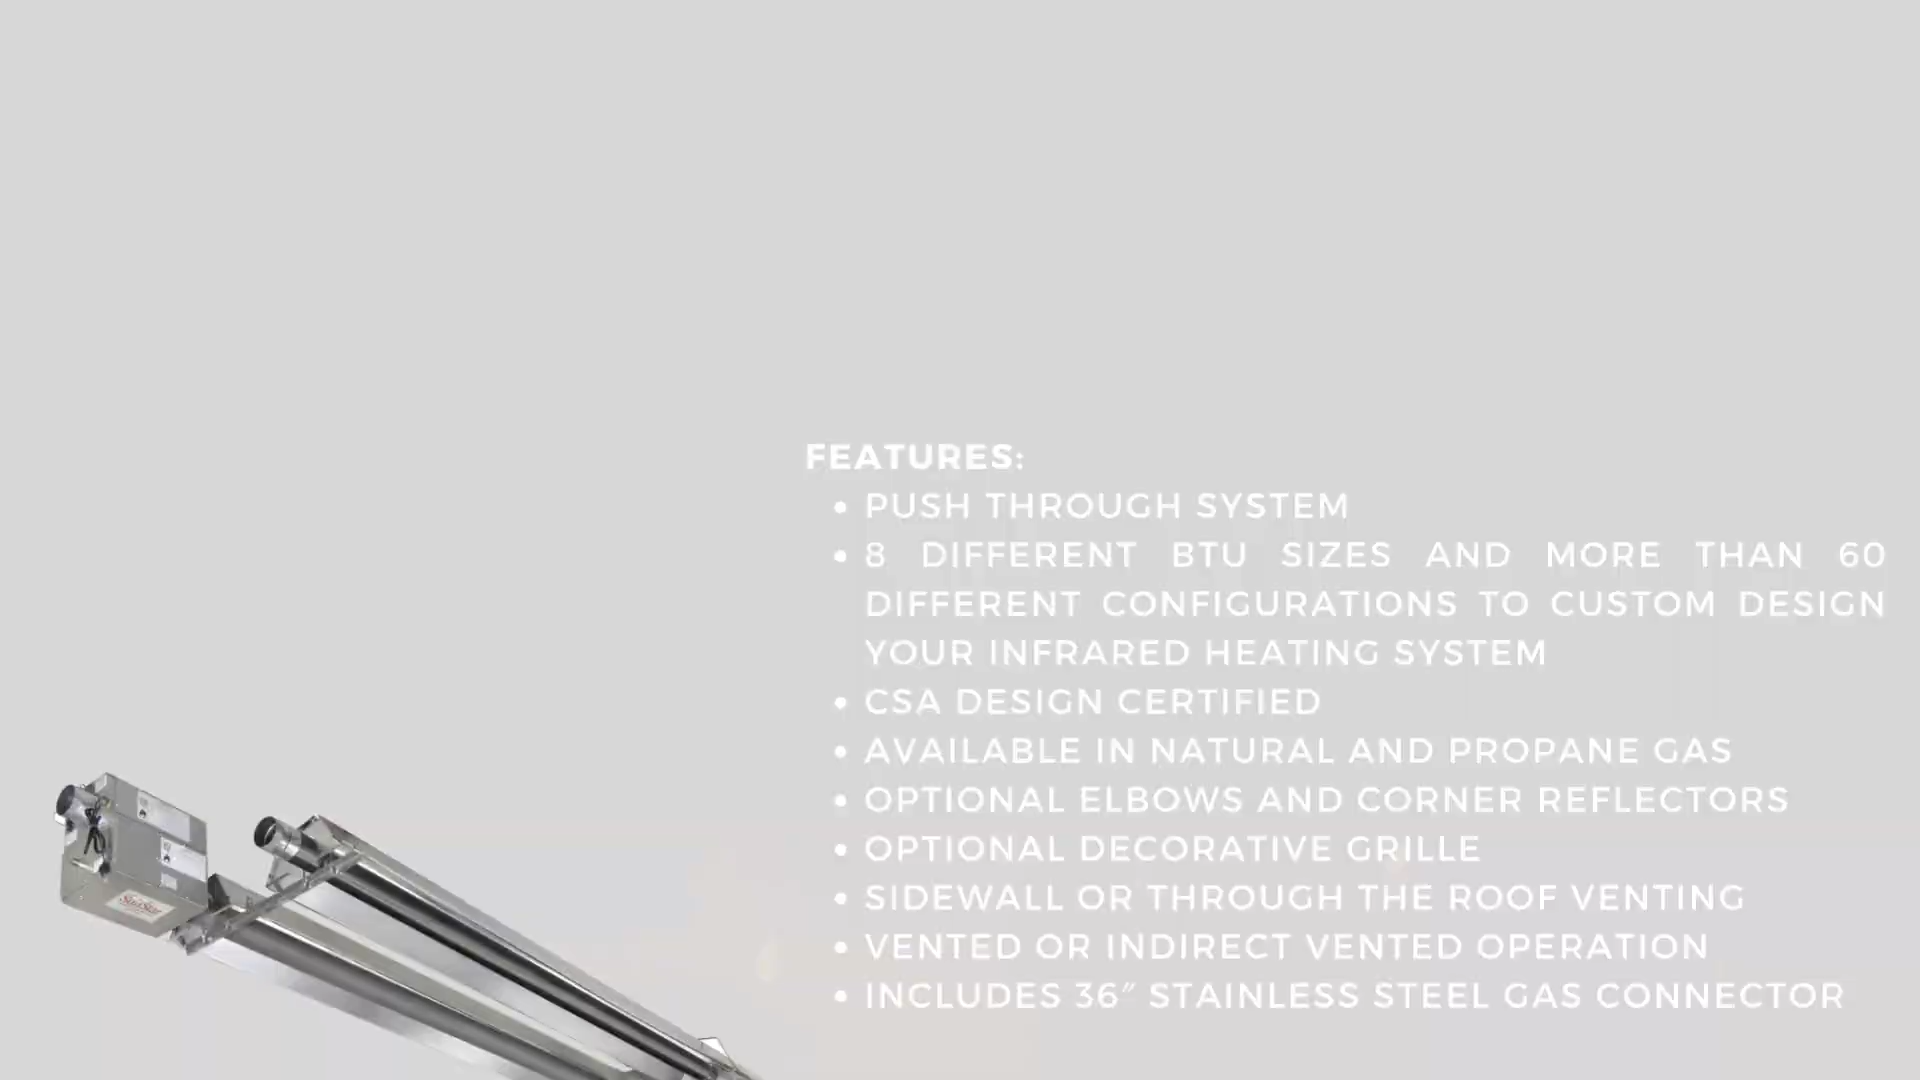 FEATURES:
• PUSH THROUGH SYSTEM
• 8 DIFFERENT BTU SIZES AND MORE THAN 60
DIFFERENT CONFIGURATIONS TO CUSTOM DESIGN
YOUR INFRARED HEATING SYSTEM
• CSA DESIGN CERTIFIED
• AVAILABLE IN NATURAL AND PROPANE GAS
• OPTIONAL ELBOWS AND CORNER REFLECTORS
• OPTIONAL DECORATIVE GRILLE
• SIDEWALL OR THROUGH THE ROOF VENTING
• VENTED OR INDIRECT VENTED OPERATION
• INCLUDES 36″ STAINLESS STEEL GAS CONNECTOR
SunStar